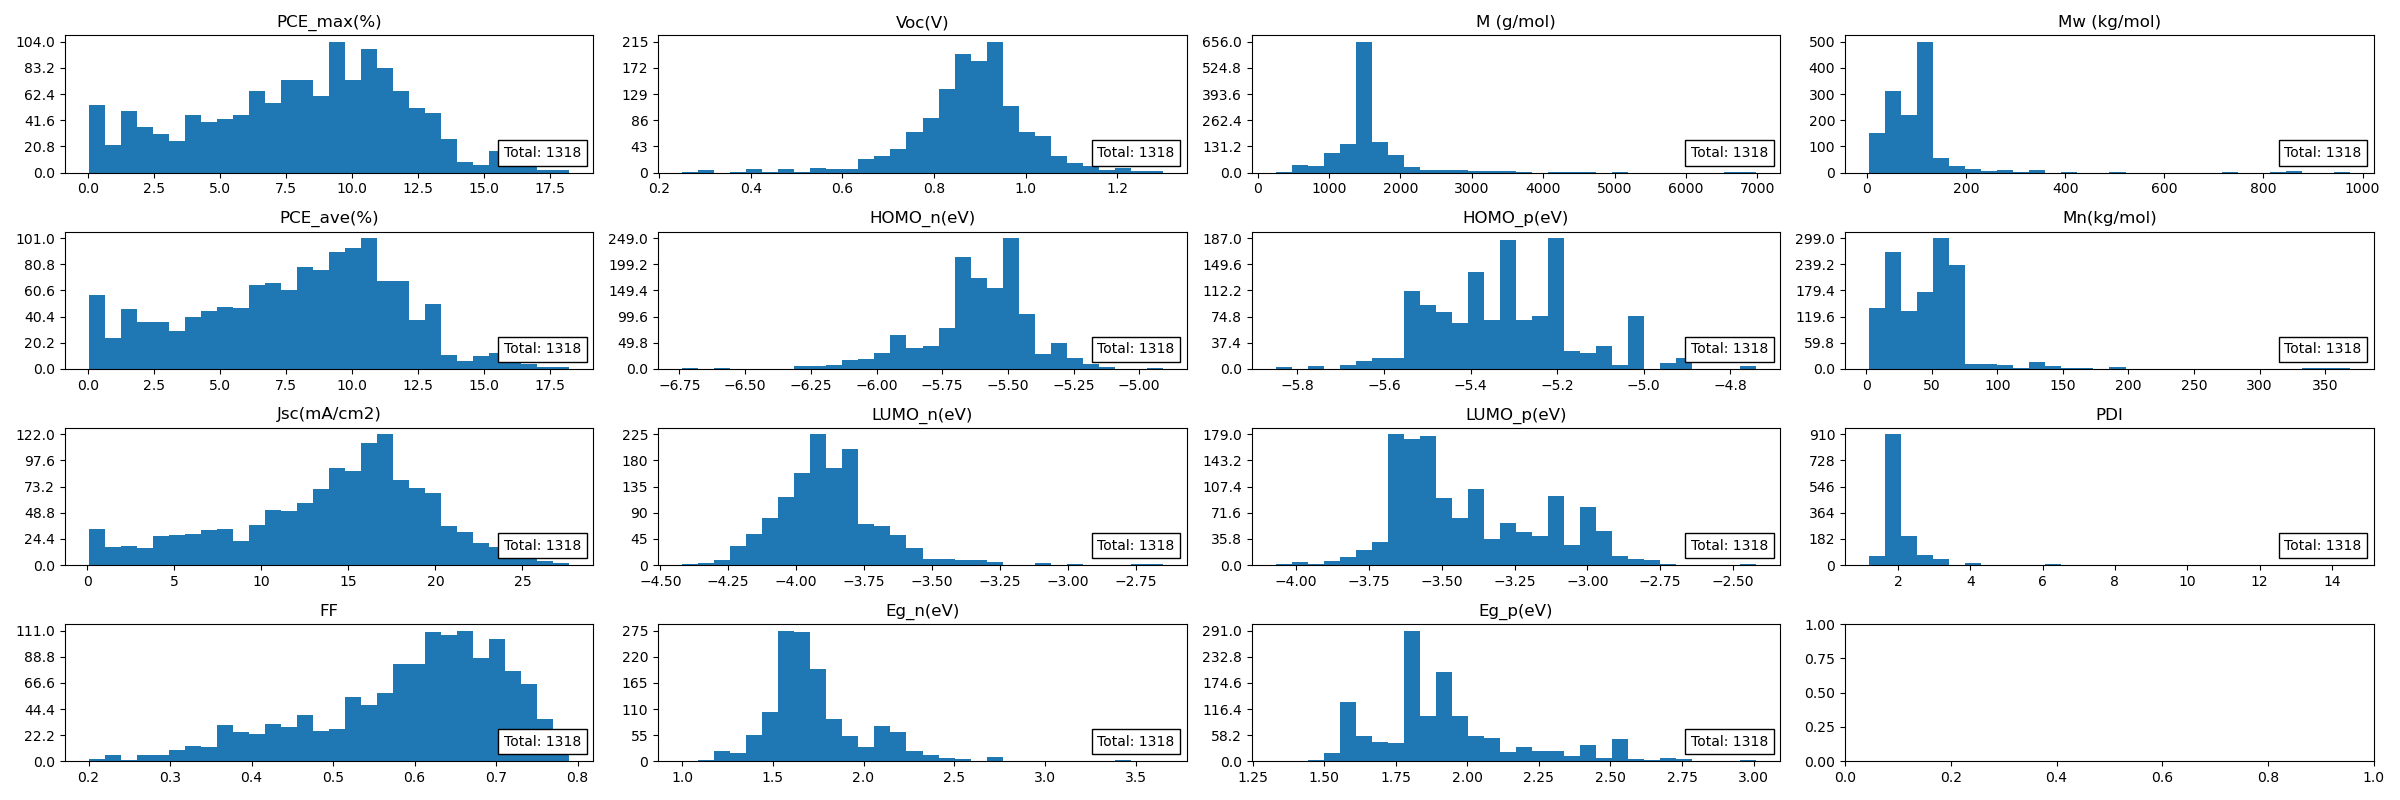 PCE_max(%)
104.0
83.2
62.4
41.6
20.8
0.0
Total: 1318
0.0 2.5 5.0 7.5 10.0 12.5 15.0 17.5
Voc(V)
215
172
129
86
43
0
Total: 1318
0.2 0.4 0.6 0.8 1.0 1.2
M (g/mol)
656.0
524.8
393.6
262.4
131.2
0.0
Total: 1318
0 1000 2000 3000 4000 5000 6000 7000
Mw (kg/mol)
500
400
300
200
100
0
Total: 1318
0 200 400 600 800 1000
PCE_ave(%)
101.0
80.8
60.6
40.4
20.2
0.0
Total: 1318
0.0 2.5 5.0 7.5 10.0 12.5 15.0 17.5
HOMO_n(eV)
249.0
199.2
149.4
99.6
49.8
0.0
Total: 1318
−6.75 −6.50 −6.25 −6.00 −5.75 −5.50 −5.25 −5.00
HOMO_p(eV)
187.0
149.6
112.2
74.8
37.4
0.0
Total: 1318
−5.8 −5.6 −5.4 −5.2 −5.0 −4.8
Mn(kg/mol)
299.0
239.2
179.4
119.6
59.8
0.0
Total: 1318
0 50 100 150 200 250 300 350
Jsc(mA/cm2)
122.0
97.6
73.2
48.8
24.4
0.0
Total: 1318
0 5 10 15 20 25
LUMO_n(eV)
225
180
135
90
45
0
Total: 1318
−4.50 −4.25 −4.00 −3.75 −3.50 −3.25 −3.00 −2.75
LUMO_p(eV)
179.0
143.2
107.4
71.6
35.8
0.0
Total: 1318
−4.00 −3.75 −3.50 −3.25 −3.00 −2.75 −2.50
PDI
910
728
546
364
182
0
Total: 1318
2 4 6 8 10 12 14
FF
111.0
88.8
66.6
44.4
22.2
0.0
Total: 1318
0.2 0.3 0.4 0.5 0.6 0.7 0.8
Eg_n(eV)
275
220
165
110
55
0
Total: 1318
1.0 1.5 2.0 2.5 3.0 3.5
Eg_p(eV)
291.0
232.8
174.6
116.4
58.2
0.0
Total: 1318
1.25 1.50 1.75 2.00 2.25 2.50 2.75 3.00
1.00
0.75
0.50
0.25
0.00
0.0 0.2 0.4 0.6 0.8 1.0